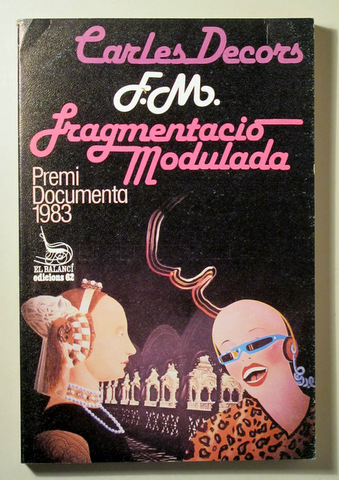 Carles Decors
F.M.
Fragmentació
Modulada
Premi
Documenta
1983
EL BALANCÍ
edicions 62